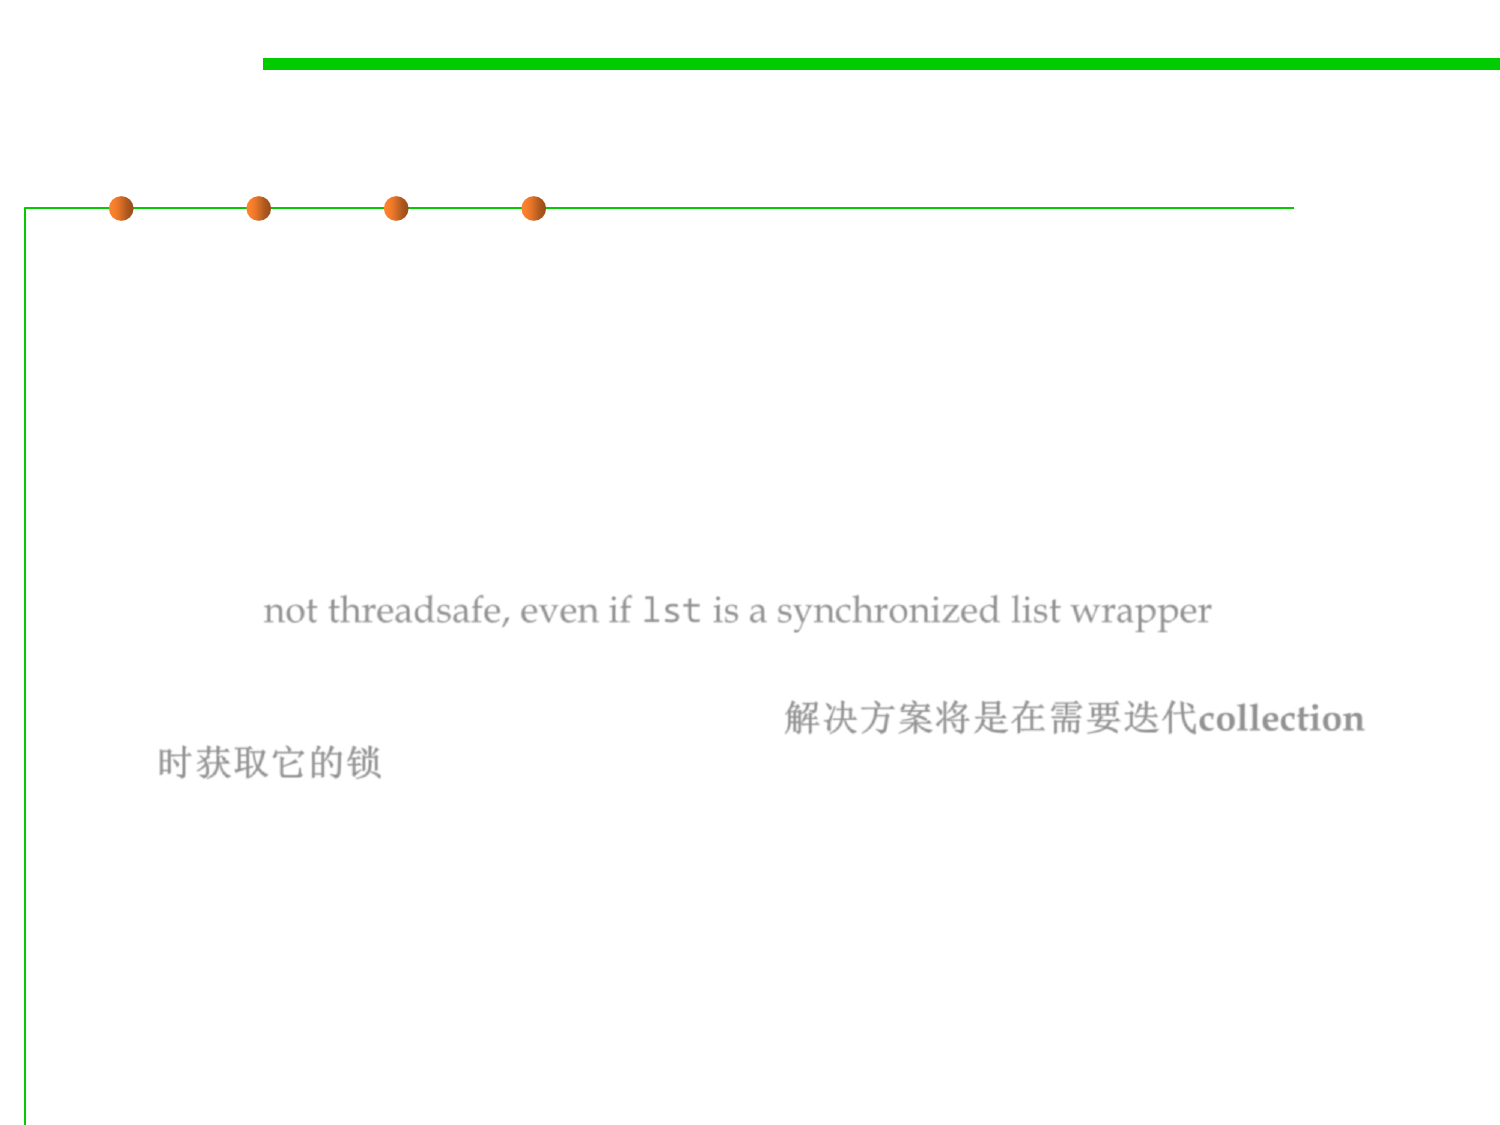 not threadsafe, even if lst is a synchronized list wrapper
解决方案将是在需要迭代collection
时获取它的锁